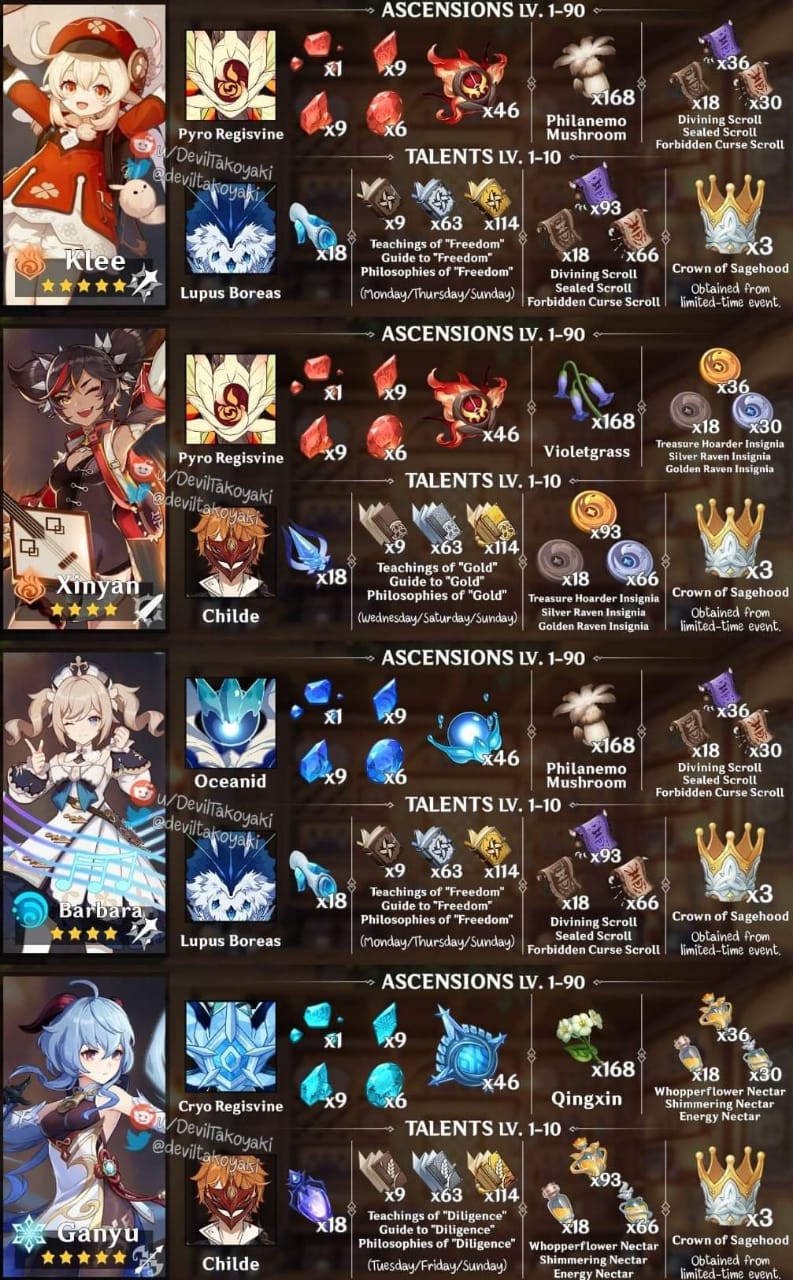 ASCENSIONS LV. 1-90
Pyro Regisvine
x1
x9
x9
x6
x46
x168
Philanemo
Mushroom
x36
x18
x30
Divining Scroll
Sealed Scroll
Forbidden Curse Scroll
u/DevilTakoyaki
@deviltakoyaki
Klee
TALENTS LV. 1-10
Lupus Boreas
x18
x9
x63
x114
Teachings of "Freedom"
Guide to "Freedom"
Philosophies of "Freedom"
(Monday/Thursday/Sunday)
x93
x18
x66
Divining Scroll
Sealed Scroll
Forbidden Curse Scroll
x3
Crown of Sagehood
Obtained from
limited-time event.
ASCENSIONS LV. 1-90
Pyro Regisvine
x1
x9
x9
x6
x46
x168
Violetgrass
x36
x18
x30
Treasure Hoarder Insignia
Silver Raven Insignia
Golden Raven Insignia
u/DevilTakoyaki
@deviltakoyaki
Xinyan
TALENTS LV. 1-10
Childe
x18
x9
x63
x114
Teachings of "Gold"
Guide to "Gold"
Philosophies of "Gold"
(Wednesday/Saturday/Sunday)
x93
x18
x66
Treasure Hoarder Insignia
Silver Raven Insignia
Golden Raven Insignia
x3
Crown of Sagehood
Obtained from
limited-time event.
ASCENSIONS LV. 1-90
Oceanid
x1
x9
x9
x6
x46
x168
Philanemo
Mushroom
x36
x18
x30
Divining Scroll
Sealed Scroll
Forbidden Curse Scroll
u/DevilTakoyaki
@deviltakoyaki
Barbara
TALENTS LV. 1-10
Lupus Boreas
x18
x9
x63
x114
Teachings of "Freedom"
Guide to "Freedom"
Philosophies of "Freedom"
(Monday/Thursday/Sunday)
x93
x18
x66
Divining Scroll
Sealed Scroll
Forbidden Curse Scroll
x3
Crown of Sagehood
Obtained from
limited-time event.
ASCENSIONS LV. 1-90
Cryo Regisvine
x1
x9
x9
x6
x46
x168
Qingxin
x36
x18
x30
Whopperflower Nectar
Shimmering Nectar
Energy Nectar
u/DevilTakoyaki
@deviltakoyaki
Ganyu
TALENTS LV. 1-10
Childe
x18
x9
x63
x114
Teachings of "Diligence"
Guide to "Diligence"
Philosophies of "Diligence"
(Tuesday/Friday/Sunday)
x93
x18
x66
Whopperflower Nectar
Shimmering Nectar
Energy Nectar
x3
Crown of Sagehood
Obtained from
limited-time event.